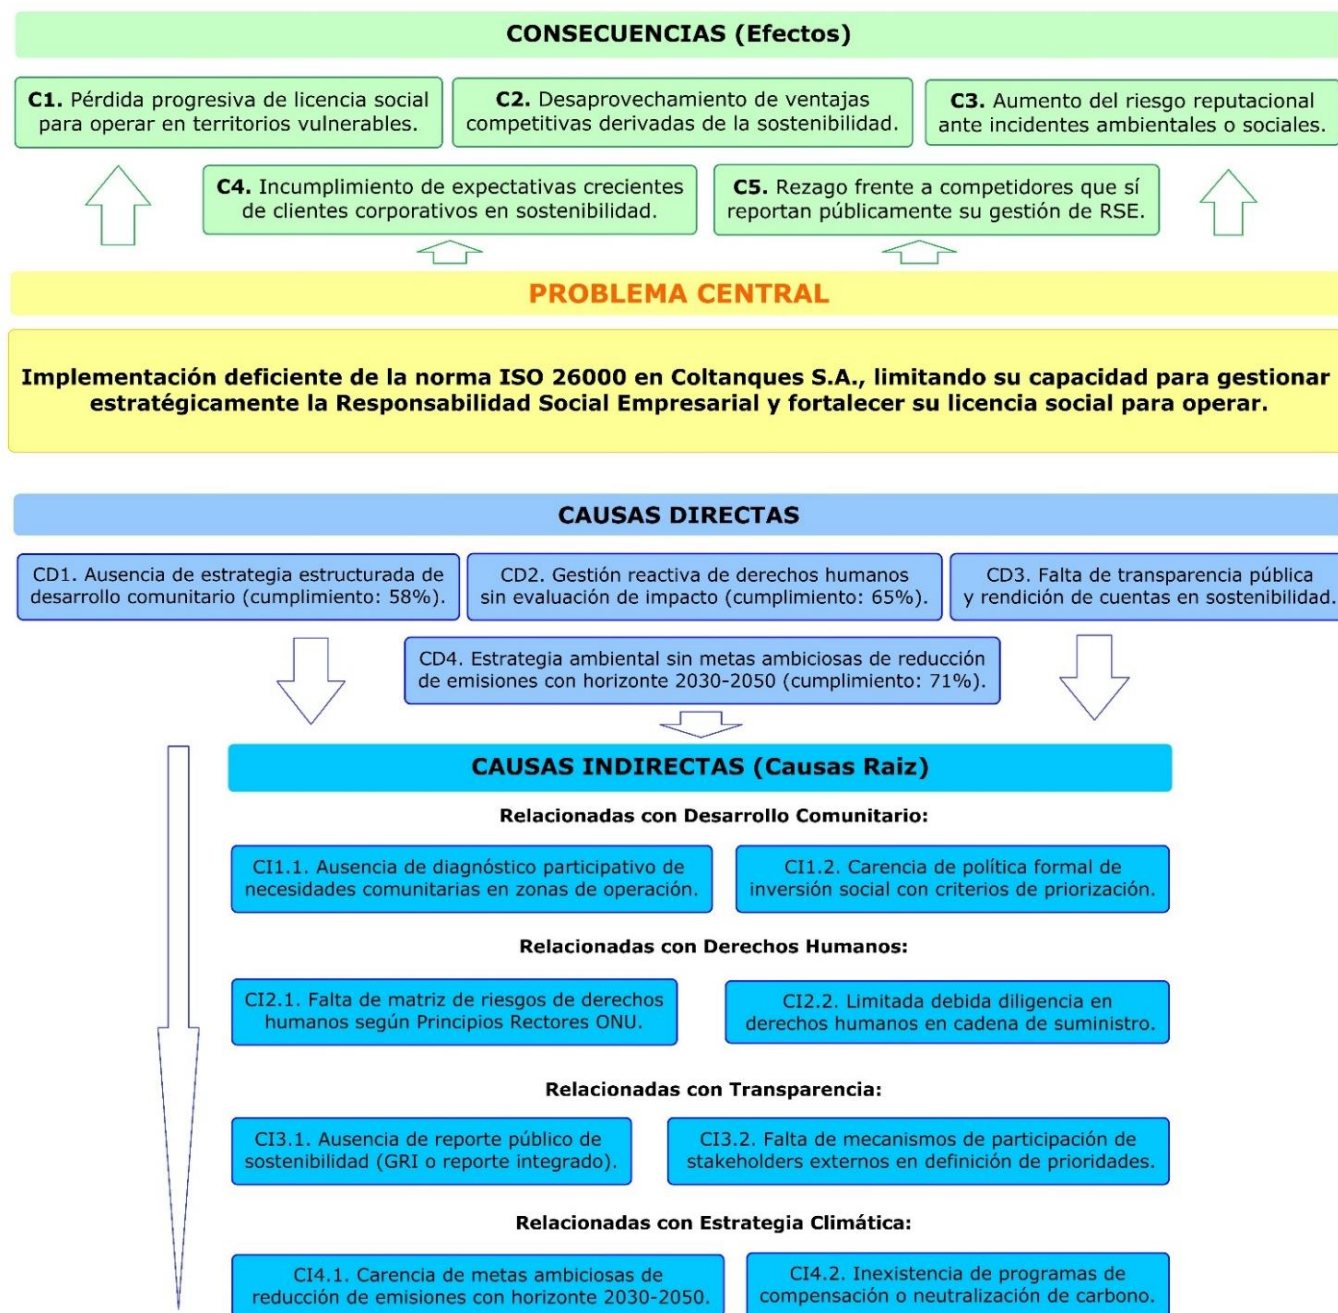 CONSECUENCIAS (Efectos)
C1. Pérdida progresiva de licencia social
para operar en territorios vulnerables.
C2. Desaprovechamiento de ventajas
competitivas derivadas de la sostenibilidad.
C3. Aumento del riesgo reputacional
ante incidentes ambientales o sociales.
C4. Incumplimiento de expectativas crecientes
de clientes corporativos en sostenibilidad.
C5. Rezago frente a competidores que sí
reportan públicamente su gestión de RSE.
PROBLEMA CENTRAL
Implementación deficiente de la norma ISO 26000 en Coltanques S.A., limitando su capacidad para gestionar
estratégicamente la Responsabilidad Social Empresarial y fortalecer su licencia social para operar.
CAUSAS DIRECTAS
CD1. Ausencia de estrategia estructurada de
desarrollo comunitario (cumplimiento: 58%).
CD2. Gestión reactiva de derechos humanos
sin evaluación de impacto (cumplimiento: 65%).
CD3. Falta de transparencia pública
y rendición de cuentas en sostenibilidad.
CD4. Estrategia ambiental sin metas ambiciosas de reducción
de emisiones con horizonte 2030-2050 (cumplimiento: 71%).
CAUSAS INDIRECTAS (Causas Raiz)
Relacionadas con Desarrollo Comunitario:
CI1.1. Ausencia de diagnóstico participativo de
necesidades comunitarias en zonas de operación.
CI1.2. Carencia de política formal de
inversión social con criterios de priorización.
Relacionadas con Derechos Humanos:
CI2.1. Falta de matriz de riesgos de derechos
humanos según Principios Rectores ONU.
CI2.2. Limitada debida diligencia en
derechos humanos en cadena de suministro.
Relacionadas con Transparencia:
CI3.1. Ausencia de reporte público de
sostenibilidad (GRI o reporte integrado).
CI3.2. Falta de mecanismos de participación de
stakeholders externos en definición de prioridades.
Relacionadas con Estrategia Climática:
CI4.1. Carencia de metas ambiciosas de
reducción de emisiones con horizonte 2030-2050.
CI4.2. Inexistencia de programas de
compensación o neutralización de carbono.